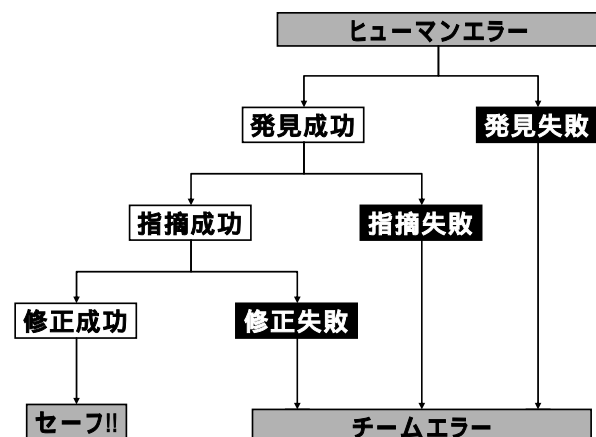 ヒューマンエラー
発見成功
発見失敗
指摘成功
指摘失敗
修正成功
修正失敗
セーフ!!
チームエラー